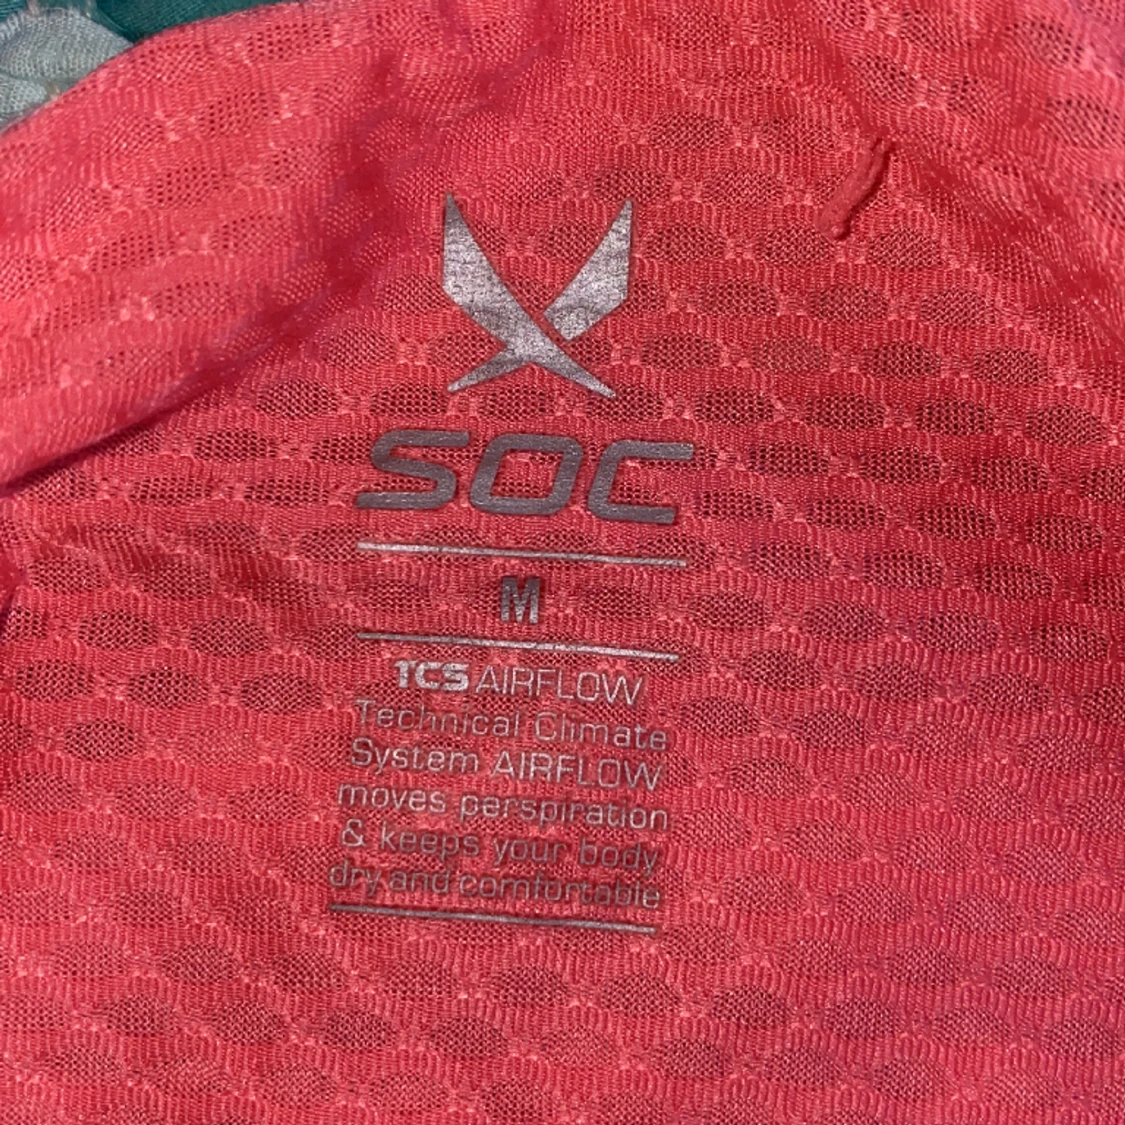 SOC
M
TCS AIRFLOW
Technical Climate
System AIRFLOW
moves perspiration
& keeps your body
dry and comfortable